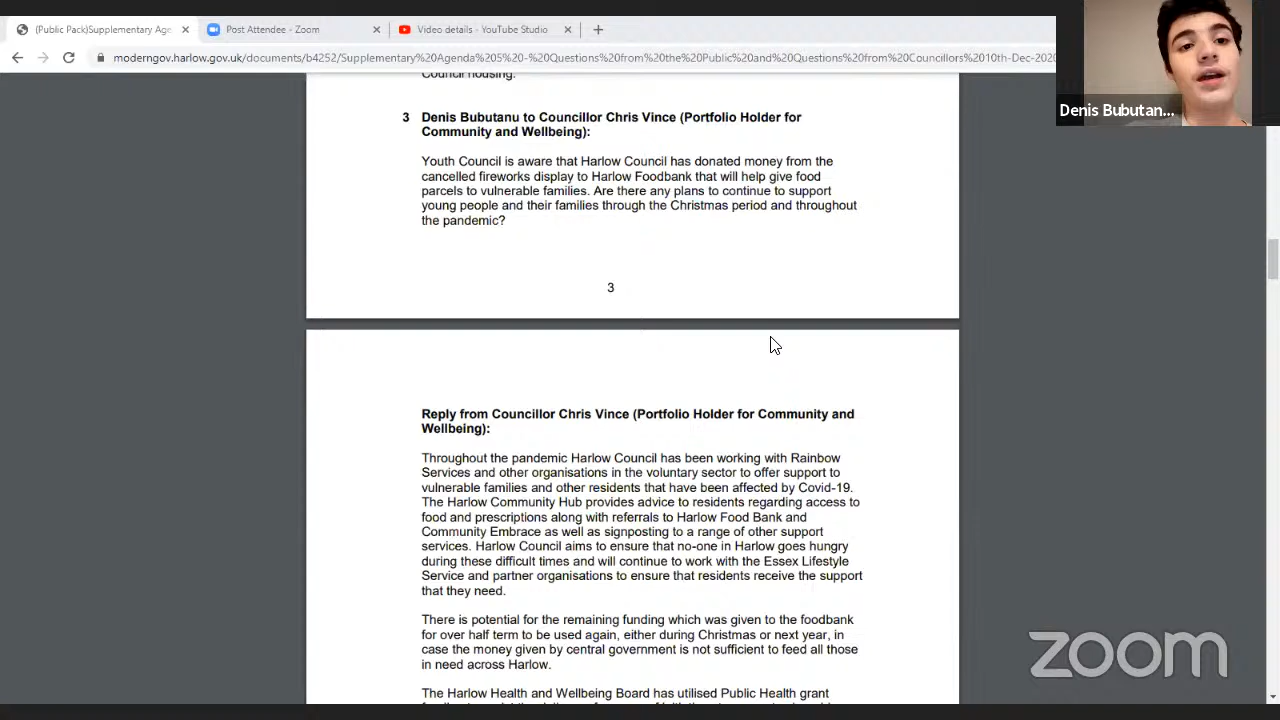 (Public Pack)Supplementary Age
Post Attendee - Zoom
Video details - YouTube Studio
moderngov.harlow.gov.uk/documents/b4252/Supplementary%20Agenda%205%20-%20Questions%20from%20the%20Public%20and%20Questions%20from%20Councillors%2010th-Dec-2020
Denis Bubutan...
Council housing.
3 Denis Bubutanu to Councillor Chris Vince (Portfolio Holder for
Community and Wellbeing):
Youth Council is aware that Harlow Council has donated money from the
cancelled fireworks display to Harlow Foodbank that will help give food
parcels to vulnerable families. Are there any plans to continue to support
young people and their families through the Christmas period and throughout
the pandemic?
3
Reply from Councillor Chris Vince (Portfolio Holder for Community and
Wellbeing):
Throughout the pandemic Harlow Council has been working with Rainbow
Services and other organisations in the voluntary sector to offer support to
vulnerable families and other residents that have been affected by Covid-19.
The Harlow Community Hub provides advice to residents regarding access to
food and prescriptions along with referrals to Harlow Food Bank and
Community Embrace as well as signposting to a range of other support
services. Harlow Council aims to ensure that no-one in Harlow goes hungry
during these difficult times and will continue to work with the Essex Lifestyle
Service and partner organisations to ensure that residents receive the support
that they need.
There is potential for the remaining funding which was given to the foodbank
for over half term to be used again, either during Christmas or next year, in
case the money given by central government is not sufficient to feed all those
in need across Harlow.
The Harlow Health and Wellbeing Board has utilised Public Health grant
zoom